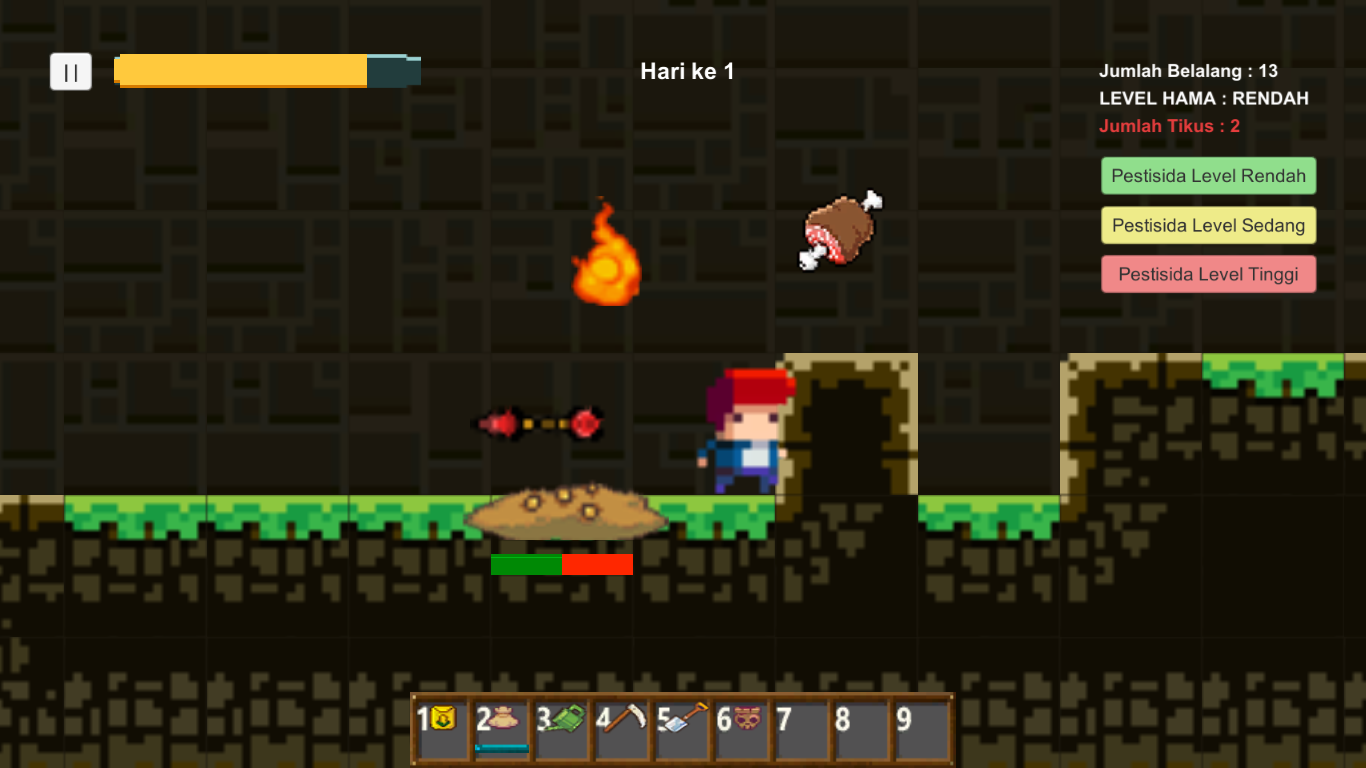 Hari ke 1
Jumlah Belalang : 13
LEVEL HAMA : RENDAH
Jumlah Tikus : 2
Pestisida Level Rendah
Pestisida Level Sedang
Pestisida Level Tinggi
1 2 3 4 5 6 7 8 9